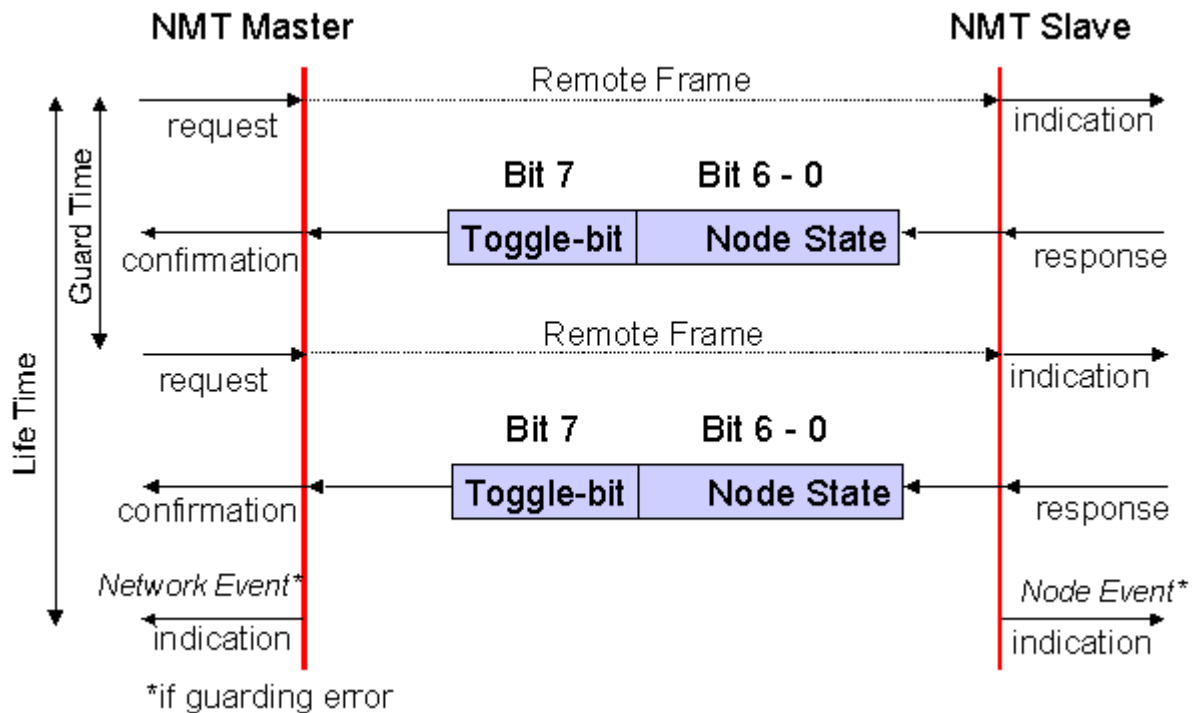 NMT Master NMT Slave
Remote Frame
request indication
Bit 7 Bit 6 - 0
Toggle-bit Node State
confirmation response
Guard Time
Life Time
Remote Frame
request indication
Bit 7 Bit 6 - 0
Toggle-bit Node State
confirmation response
Network Event* Node Event*
indication indication
*if guarding error